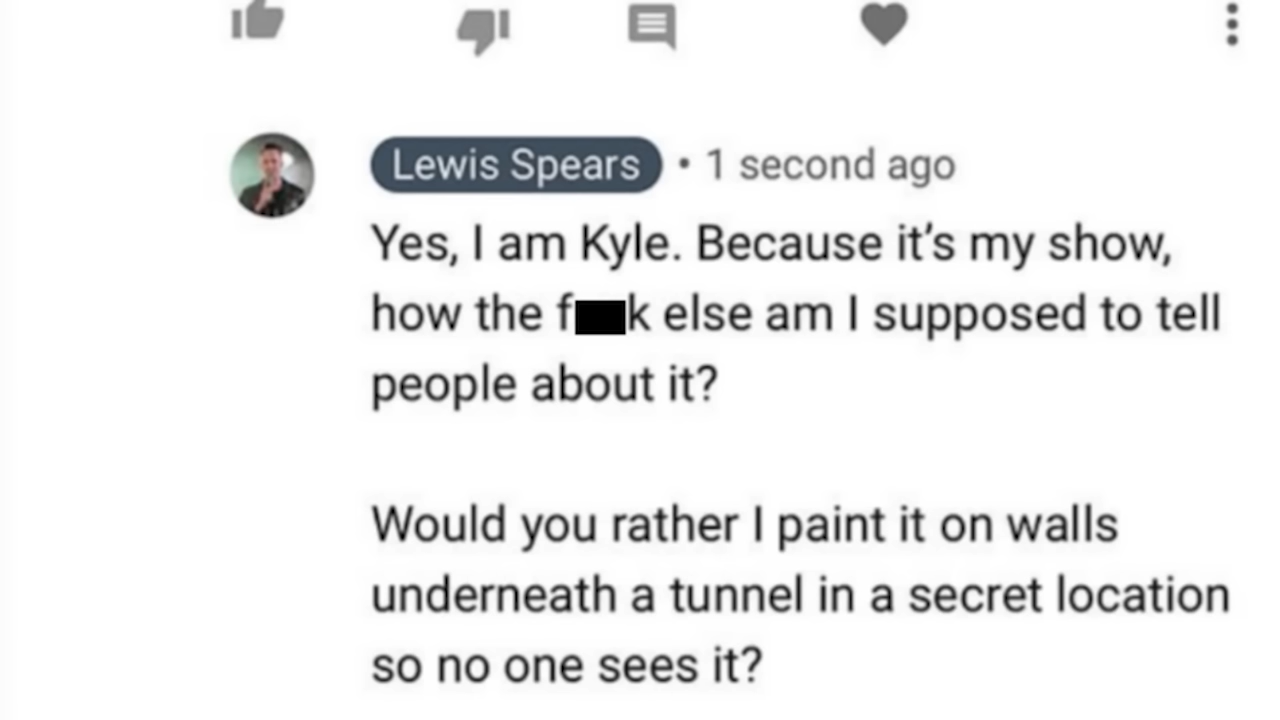 Lewis Spears • 1 second ago
Yes, I am Kyle. Because it’s my show,
how the f█k else am I supposed to tell
people about it?
Would you rather I paint it on walls
underneath a tunnel in a secret location
so no one sees it?